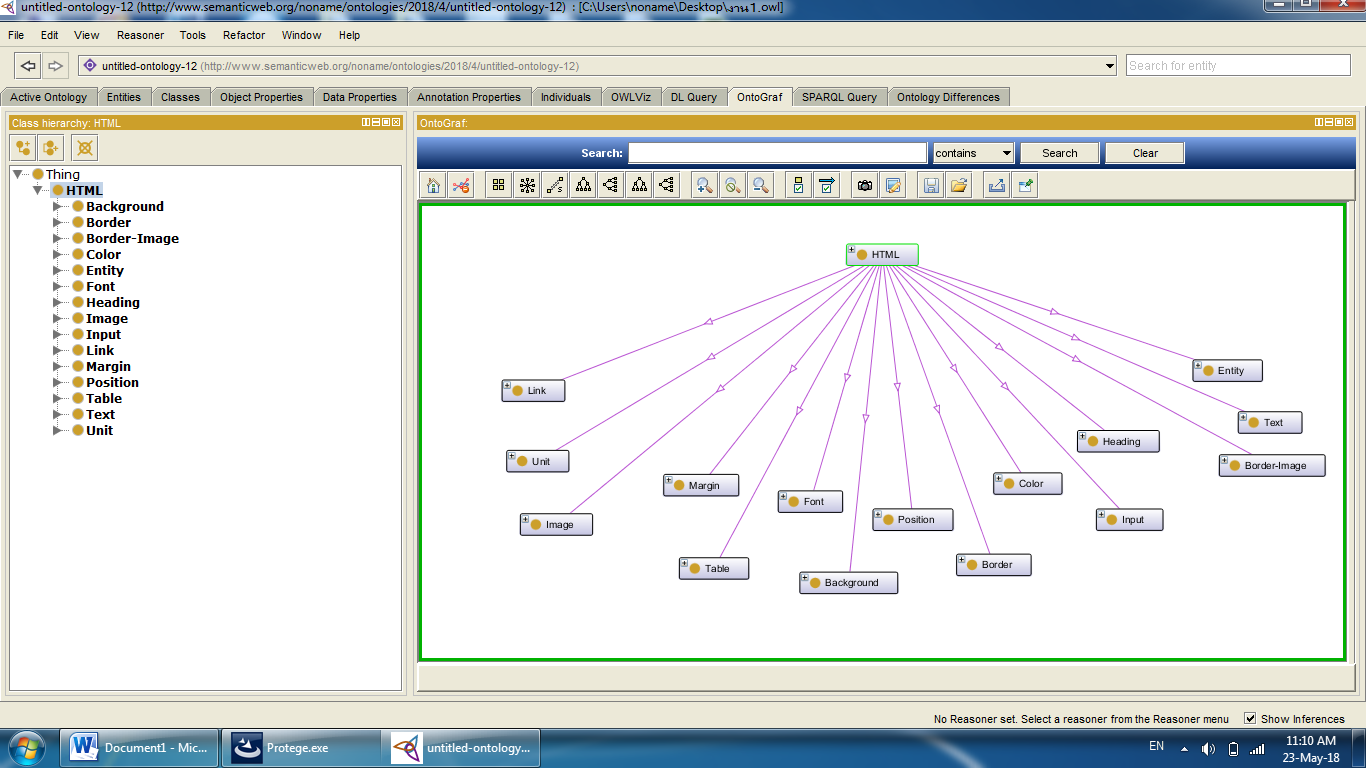 untitled-ontology-12 (http://www.semanticweb.org/noname/ontologies/2018/4/untitled-ontology-12) : [C:\Users\noname\Desktop\งาน1.owl]
File Edit View Reasoner Tools Refactor Window Help
untitled-ontology-12 (http://www.semanticweb.org/noname/ontologies/2018/4/untitled-ontology-12)
Search for entity
Active Ontology Entities Classes Object Properties Data Properties Annotation Properties Individuals OWLViz DL Query OntoGraf SPARQL Query Ontology Differences
Class hierarchy: HTML
Thing
HTML
Background
Border
Border-Image
Color
Entity
Font
Heading
Image
Input
Link
Margin
Position
Table
Text
Unit
OntoGraf:
Search: contains Search Clear
HTML
Entity
Link
Text
Heading
Unit
Border-Image
Margin
Color
Font
Image
Position
Input
Table
Border
Background
No Reasoner set. Select a reasoner from the Reasoner menu Show Inferences
Document1 - Mic... Protege.exe untitled-ontology... EN
11:10 AM
23-May-18